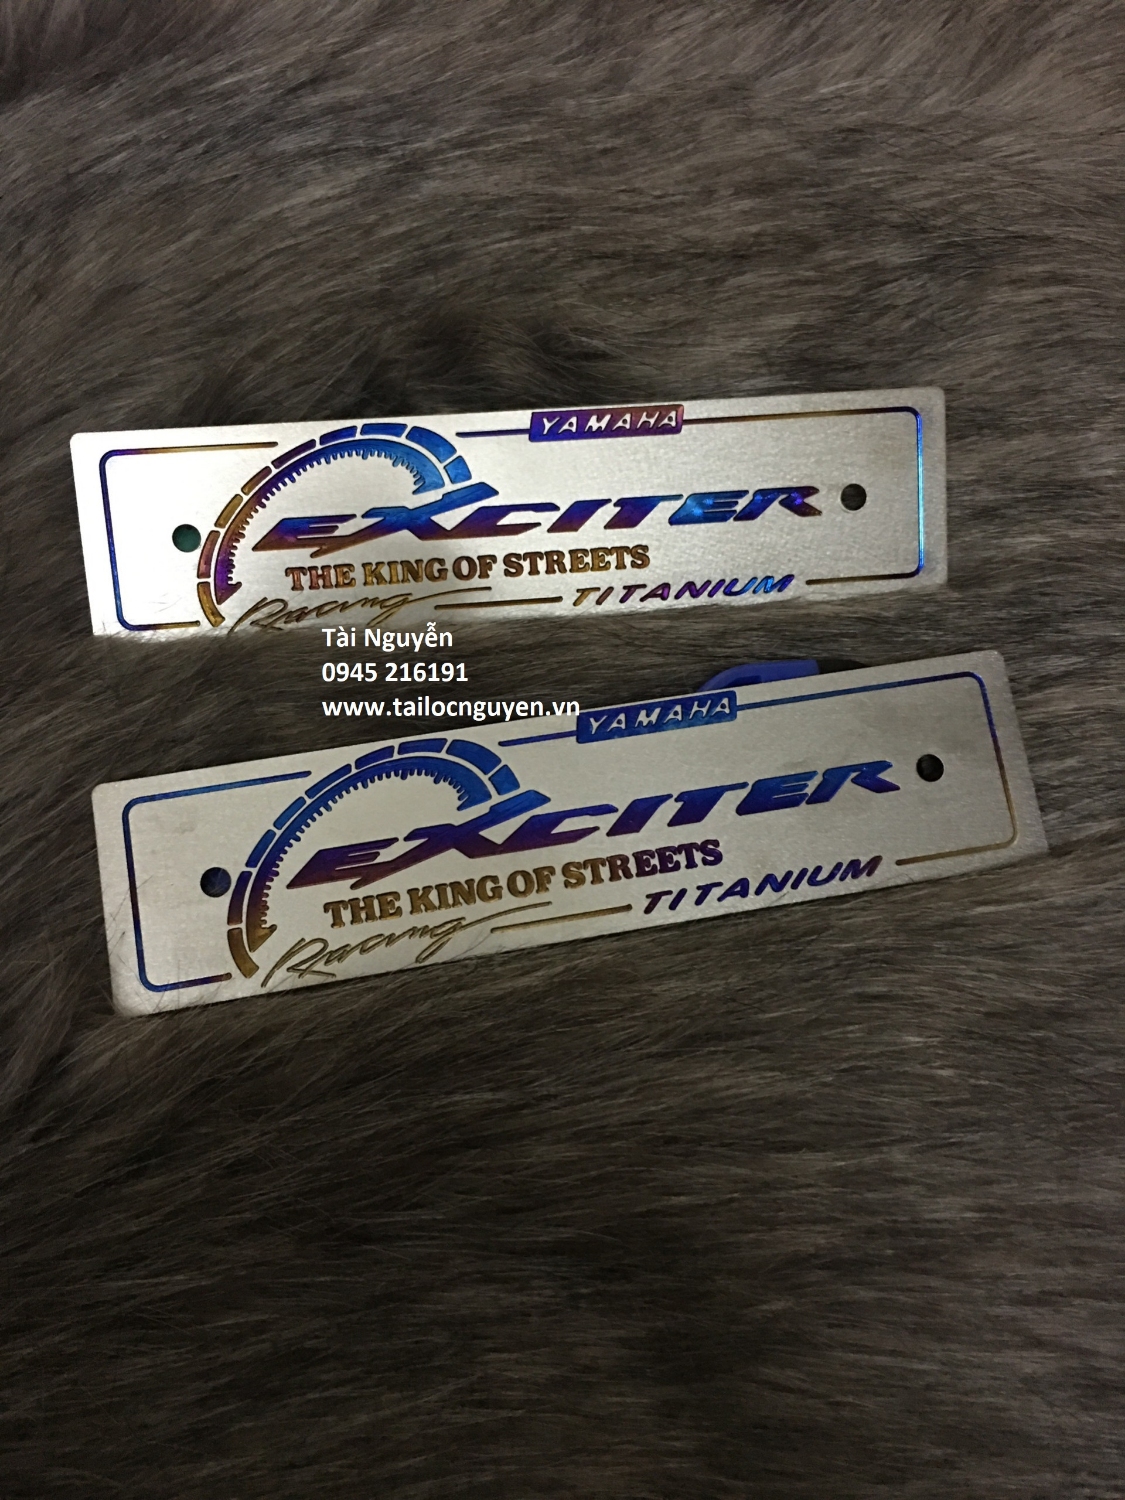 YAMAHA
EXCITER
THE KING OF STREETS
Racing TITANIUM
Tài Nguyễn
0945 216191
www.tailocnguyen.vn
YAMAHA
EXCITER
THE KING OF STREETS
Racing TITANIUM